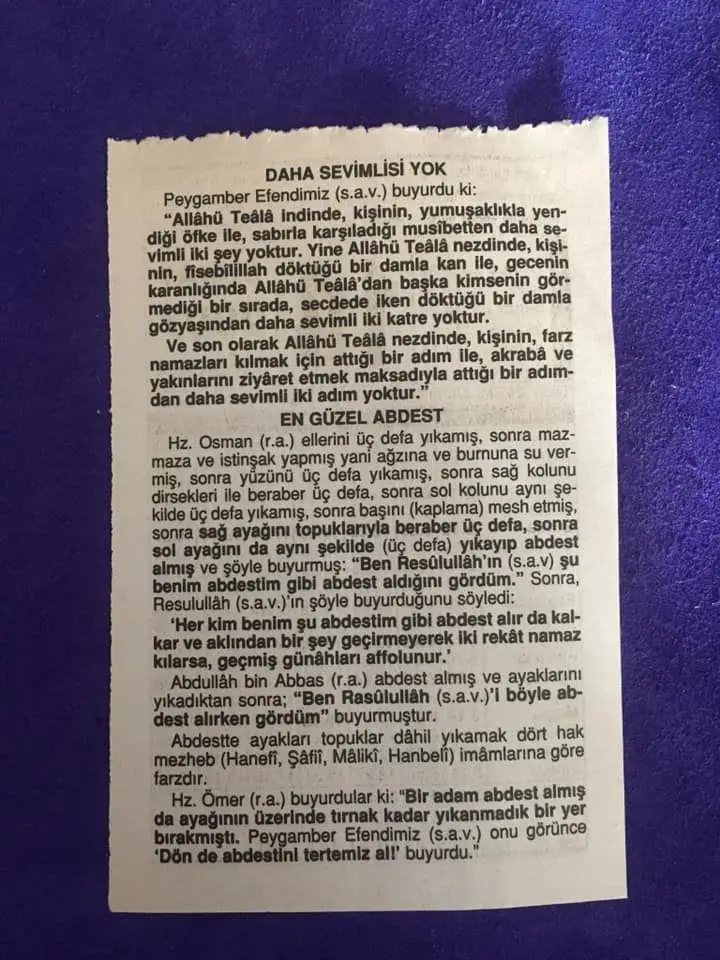 DAHA SEVİMLİSİ YOK
Peygamber Efendimiz (s.a.v.) buyurdu ki:
“Allâhü Teâlâ indinde, kişinin, yumuşaklıkla yen-
diği öfke ile, sabırla karşıladığı musîbetten daha se-
vimli iki şey yoktur. Yine Allâhü Teâlâ nezdinde, kişi-
nin, fîsebîlillah döktüğü bir damla kan ile, gecenin
karanlığında Allâhü Teâlâ’dan başka kimsenin gör-
mediği bir sırada, secdede iken döktüğü bir damla
gözyaşından daha sevimli iki katre yoktur.
Ve son olarak Allâhü Teâlâ nezdinde, kişinin, farz
namazları kılmak için attığı bir adım ile, akrabâ ve
yakınlarını ziyâret etmek maksadıyla attığı bir adım-
dan daha sevimli iki adım yoktur.”
EN GÜZEL ABDEST
Hz. Osman (r.a.) ellerini üç defa yıkamış, sonra maz-
maza ve istinşak yapmış yani ağzına ve burnuna su ver-
miş, sonra yüzünü üç defa yıkamış, sonra sağ kolunu
dirsekleri ile beraber üç defa, sonra sol kolunu aynı şe-
kilde üç defa yıkamış, sonra başını (kaplama) mesh etmiş,
sonra sağ ayağını topuklarıyla beraber üç defa, sonra
sol ayağını da aynı şekilde (üç defa) yıkayıp abdest
almış ve şöyle buyurmuş: “Ben Resûlullâh’ın (s.a.v) şu
benim abdestim gibi abdest aldığını gördüm.” Sonra,
Resulullâh (s.a.v.)’ın şöyle buyurduğunu söyledi:
‘Her kim benim şu abdestim gibi abdest alır da kal-
kar ve aklından bir şey geçirmeyerek iki rekât namaz
kılarsa, geçmiş günâhları affolunur.’
Abdullâh bin Abbas (r.a.) abdest almış ve ayaklarını
yıkadıktan sonra; “Ben Rasûlullâh (s.a.v.)’i böyle ab-
dest alırken gördüm” buyurmuştur.
Abdestte ayakları topuklar dâhil yıkamak dört hak
mezheb (Hanefî, Şâfiî, Mâlikî, Hanbelî) imâmlarına göre
farzdır.
Hz. Ömer (r.a.) buyurdular ki: “Bir adam abdest almış
da ayağının üzerinde tırnak kadar yıkanmadık bir yer
bırakmıştı. Peygamber Efendimiz (s.a.v.) onu görünce
‘Dön de abdestini tertemiz al!’ buyurdu.”